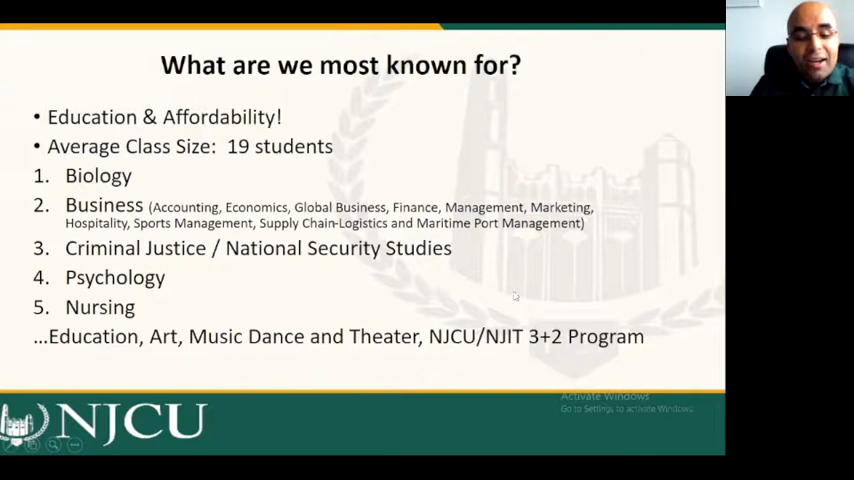 What are we most known for?
• Education & Affordability!
• Average Class Size: 19 students
1. Biology
2. Business (Accounting, Economics, Global Business, Finance, Management, Marketing,
Hospitality, Sports Management, Supply Chain-Logistics and Maritime Port Management)
3. Criminal Justice / National Security Studies
4. Psychology
5. Nursing
...Education, Art, Music Dance and Theater, NJCU/NJIT 3+2 Program
Activate Windows
Go to Settings to activate Windows.
NJCU